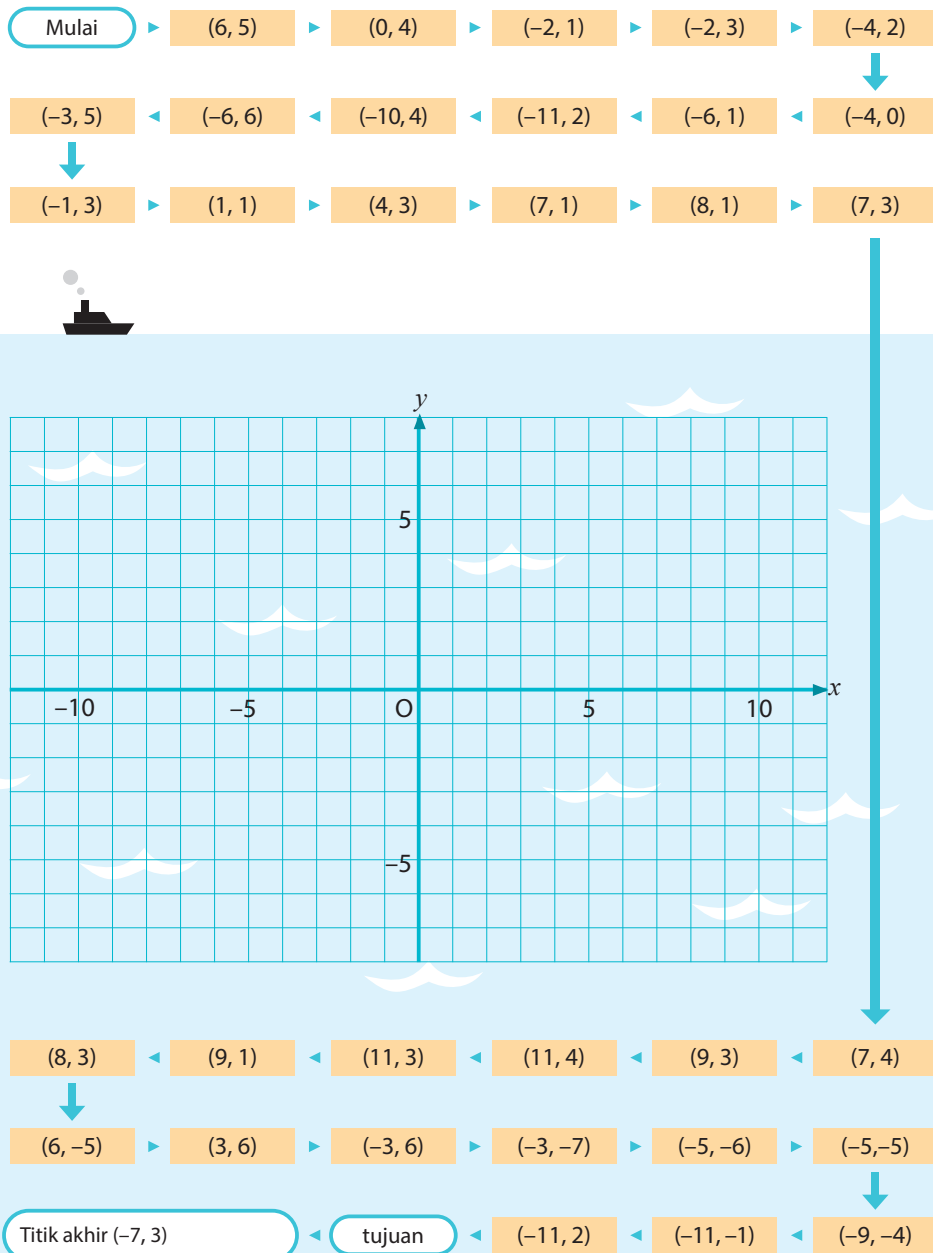 Mulai (6, 5) (0, 4) (–2, 1) (–2, 3) (–4, 2)
(–3, 5) (–6, 6) (–10, 4) (–11, 2) (–6, 1) (–4, 0)
(–1, 3) (1, 1) (4, 3) (7, 1) (8, 1) (7, 3)
y
5
x
–10 –5 O 5 10
–5
(8, 3) (9, 1) (11, 3) (11, 4) (9, 3) (7, 4)
(6, –5) (3, 6) (–3, 6) (–3, –7) (–5, –6) (–5,–5)
Titik akhir (–7, 3) tujuan (–11, 2) (–11, –1) (–9, –4)